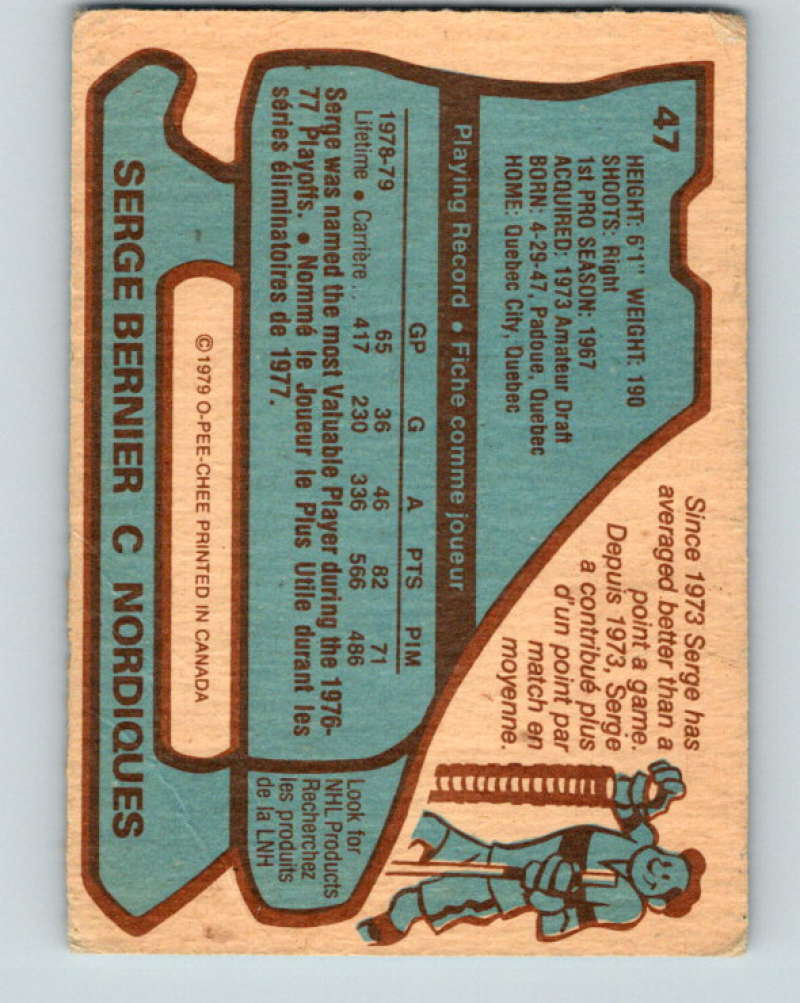 47
HEIGHT: 6'1" WEIGHT: 190
SHOOTS: Right
1st PRO SEASON: 1967
ACQUIRED: 1973 Amateur Draft
BORN: 4-29-47, Padoue, Quebec
HOME: Quebec City, Quebec
Since 1973 Serge has
averaged better than a
point a game.
Depuis 1973, Serge
a contribué plus
d'un point par
match en
moyenne.
Playing Record • Fiche comme joueur
GP G A PTS PIM
1978-79 65 36 46 82 71
Lifetime • Carrière .. 417 230 336 566 486
Serge was named the most Valuable Player during the 1976-
77 Playoffs. • Nommé le Joueur le Plus Utile durant les
séries éliminatoires de 1977.
Look for
NHL Products
Recherchez
les produits
de la LNH
©1979 O-PEE-CHEE PRINTED IN CANADA
SERGE BERNIER C NORDIQUES